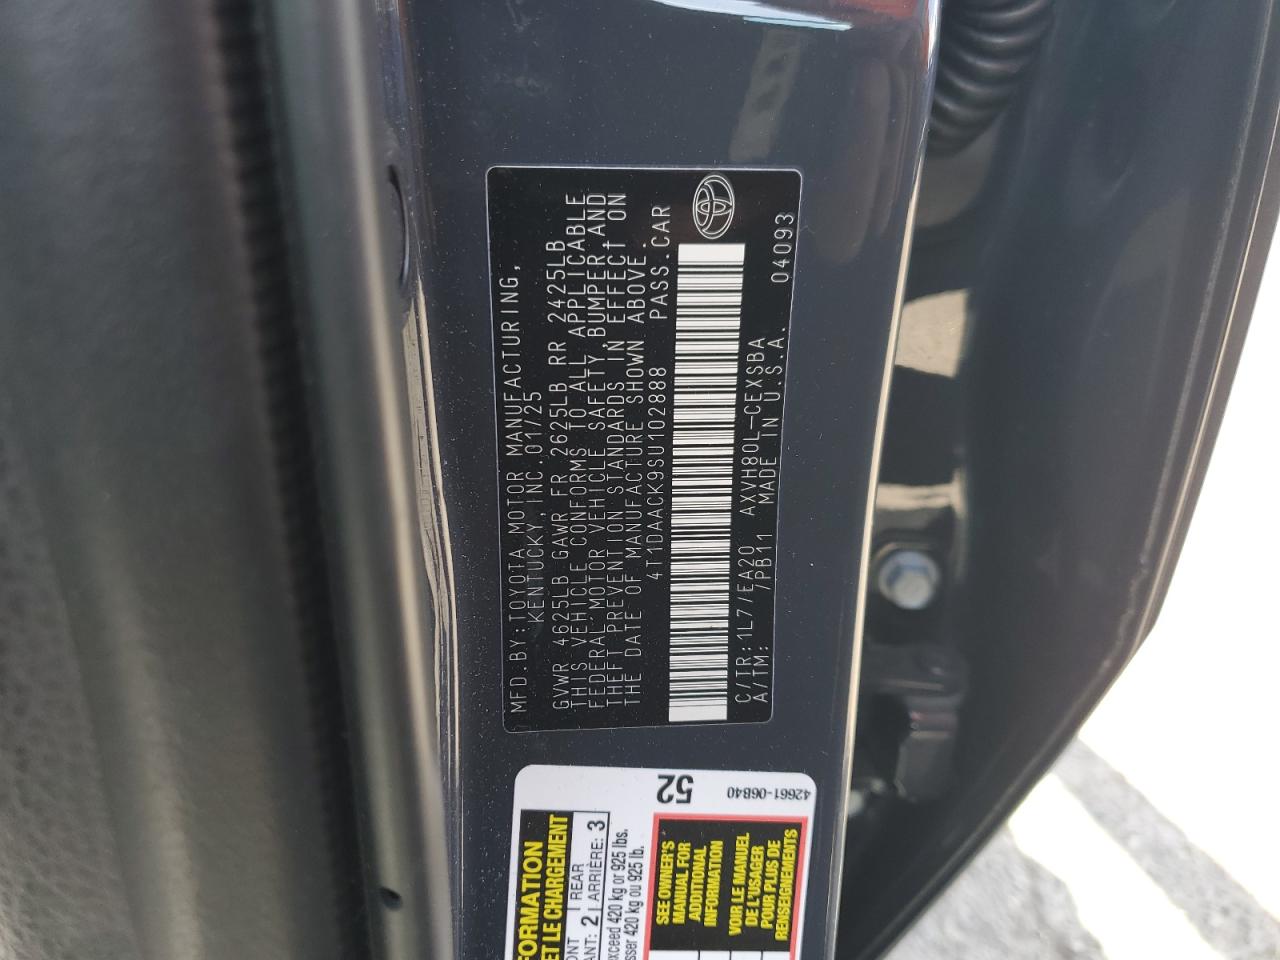 MFD.BY:TOYOTA MOTOR MANUFACTURING,
KENTUCKY,INC.01/25
GVWR 4625LB GAWR FR 2625LB RR 2425LB
THIS VEHICLE CONFORMS TO ALL APPLICABLE
FEDERAL MOTOR VEHICLE SAFETY,BUMPER,AND
THEFT PREVENTION STANDARDS IN EFFECT ON
THE DATE OF MANUFACTURE SHOWN ABOVE.
4T1DAACK9SU102888 PASS.CAR
C/TR:1L7/EA20 AXVH80L-CEXSBA
A/TM: /PB11 MADE IN U.S.A. 04093
52
42661-06B40
FORMATION
ET LE CHARGEMENT
ONT 2 REAR 3
ANT: ARRIÈRE:
exceed 420 kg or 925 lbs.
sser 420 kg ou 925 lb.
SEE OWNER'S
MANUAL FOR
ADDITIONAL
INFORMATION
VOIR LE MANUEL
DE L'USAGER
POUR PLUS DE
RENSEIGNEMENTS